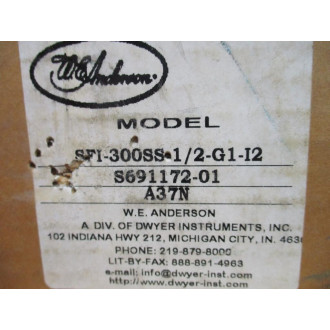 W.E. Anderson.
MODEL
SFI-300SS-1/2-G1-I2
S691172-01
A37N
W.E. ANDERSON
A DIV. OF DWYER INSTRUMENTS, INC.
102 INDIANA HWY 212, MICHIGAN CITY, IN. 463
PHONE: 219-879-8000
LIT-BY-FAX: 888-891-4963
e-mail: info@dwyer-inst.com
http://www.dwyer-inst.com